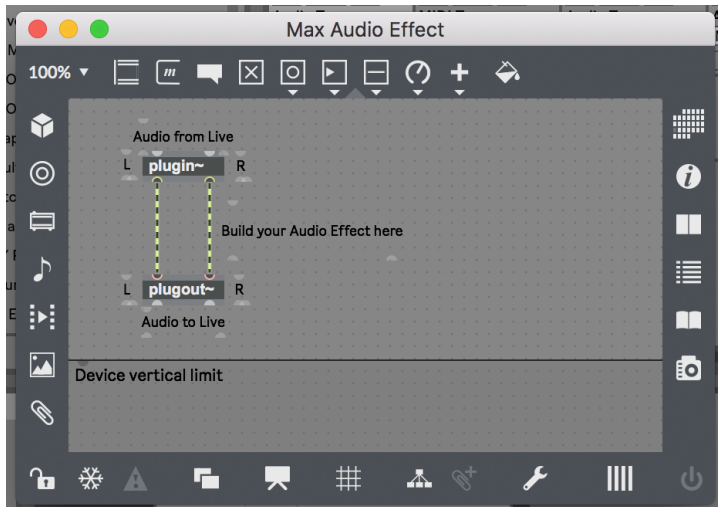 Max Audio Effect
100%
m
Audio from Live
L plugin~ R
Build your Audio Effect here
L plugout~ R
Audio to Live
Device vertical limit